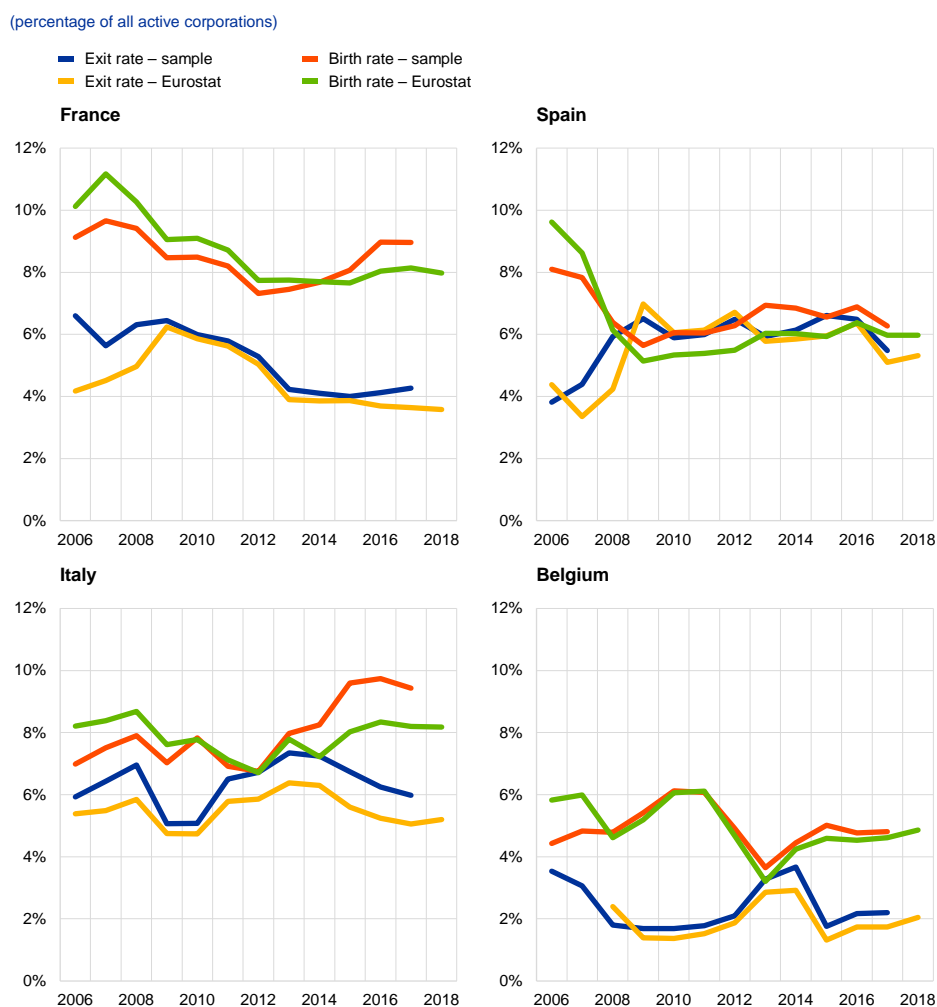 (percentage of all active corporations)
Exit rate – sample
Birth rate – sample
Exit rate – Eurostat
Birth rate – Eurostat
France
12%
10%
8%
6%
4%
2%
0%
2006 2008 2010 2012 2014 2016 2018
Spain
12%
10%
8%
6%
4%
2%
0%
2006 2008 2010 2012 2014 2016 2018
Italy
12%
10%
8%
6%
4%
2%
0%
2006 2008 2010 2012 2014 2016 2018
Belgium
12%
10%
8%
6%
4%
2%
0%
2006 2008 2010 2012 2014 2016 2018